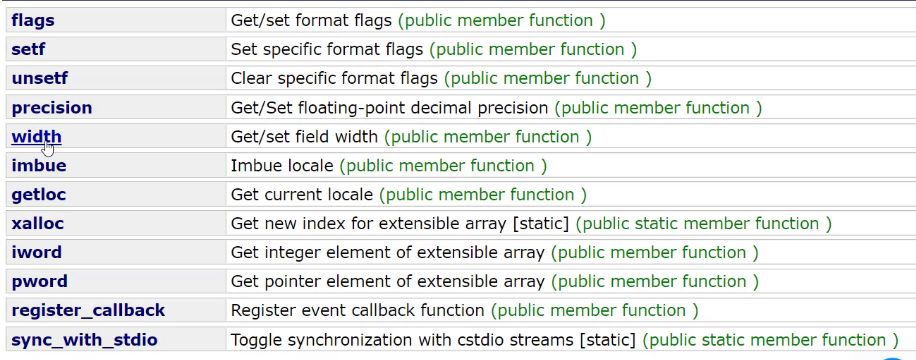 flags Get/set format flags (public member function )
setf Set specific format flags (public member function )
unsetf Clear specific format flags (public member function )
precision Get/Set floating-point decimal precision (public member function )
width Get/set field width (public member function )
imbue Imbue locale (public member function )
getloc Get current locale (public member function )
xalloc Get new index for extensible array [static] (public static member function )
iword Get integer element of extensible array (public member function )
pword Get pointer element of extensible array (public member function )
register_callback Register event callback function (public member function )
sync_with_stdio Toggle synchronization with cstdio streams [static] (public static member function )